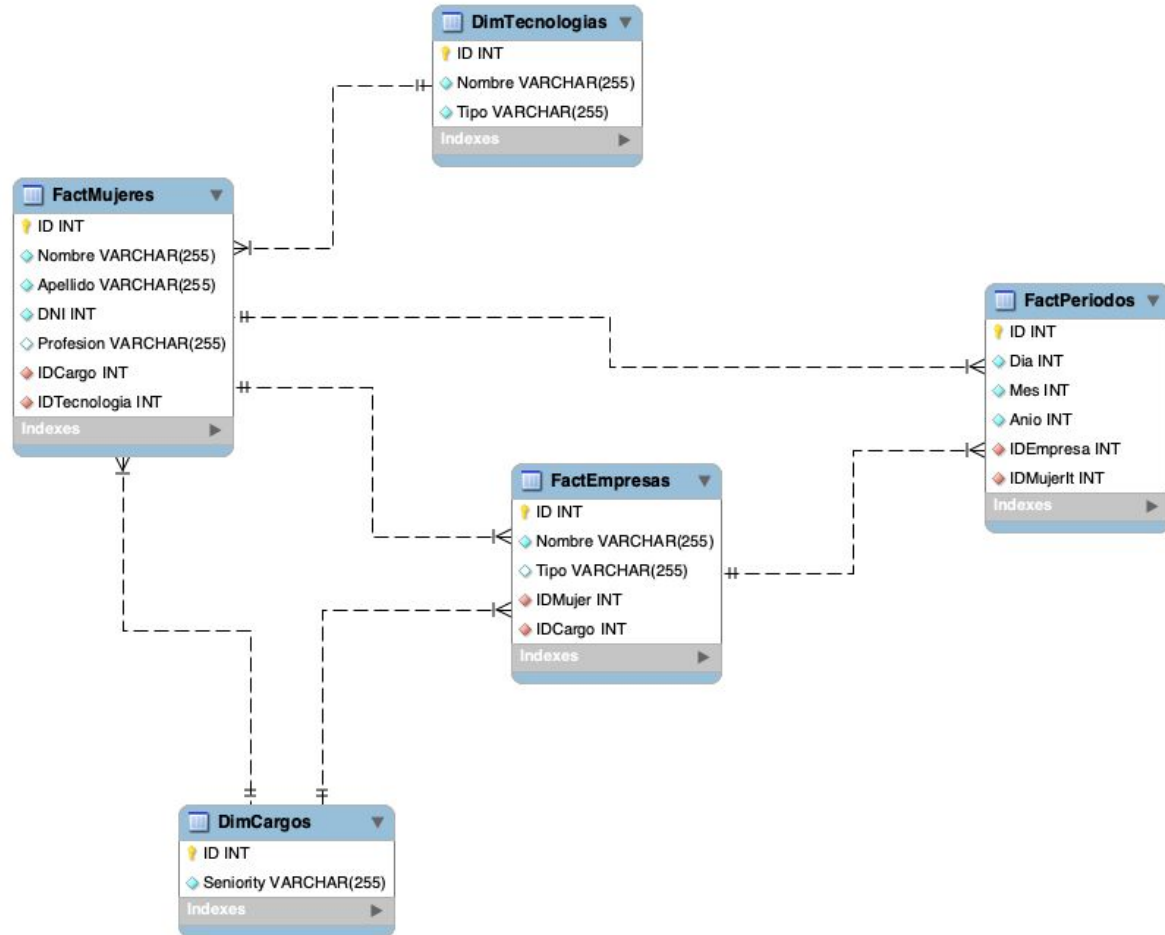 DimTecnologias
ID INT
Nombre VARCHAR(255)
Tipo VARCHAR(255)
Indexes
FactMujeres
ID INT
Nombre VARCHAR(255)
Apellido VARCHAR(255)
DNI INT
Profesion VARCHAR(255)
IDCargo INT
IDTecnologia INT
Indexes
FactPeriodos
ID INT
Dia INT
Mes INT
Anio INT
IDEmpresa INT
IDMujerIt INT
Indexes
FactEmpresas
ID INT
Nombre VARCHAR(255)
Tipo VARCHAR(255)
IDMujer INT
IDCargo INT
Indexes
DimCargos
ID INT
Seniority VARCHAR(255)
Indexes